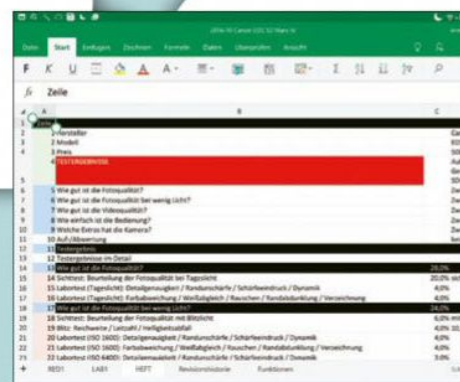 Datei Start Einfügen Zeichnen Formeln Daten Überprüfen Ansicht
F K U A
fx Zeile
A B C
1 Zeile
2 1 Hersteller
3 2 Modell
4 3 Preis
5 4 TESTERGEBNISSE
6 5 Wie gut ist die Fotoqualität?
7 6 Wie gut ist die Fotoqualität bei wenig Licht?
8 7 Wie gut ist die Videoqualität?
9 8 Wie einfach ist die Bedienung?
10 9 Welche Extras hat die Kamera?
11 10 Auf-/Abwertung
12 11 Testergebnis
13 12 Testergebnisse im Detail
14 13 Wie gut ist die Fotoqualität? 28,0%
15 14 Sichttest: Beurteilung der Fotoqualität bei Tageslicht 20,0%
16 15 Labortest (Tageslicht): Detailgenauigkeit / Randunschärfe / Schärfeeindruck / Dynamik 4,0%
17 16 Labortest (Tageslicht): Farbabweichung / Weißabgleich / Rauschen / Randabdunklung / Verzeichnung 4,0%
18 17 Wie gut ist die Fotoqualität bei wenig Licht? 24,0%
19 18 Sichttest: Beurteilung der Fotoqualität mit Blitzlicht 6,0%
20 19 Blitz: Reichweite / Leitzahl / Helligkeitsabfall 4,0%
21 20 Labortest (ISO 1600): Detailgenauigkeit / Randunschärfe / Schärfeeindruck / Dynamik 4,0%
22 21 Labortest (ISO 1600): Farbabweichung / Weißabgleich / Rauschen / Randabdunklung / Verzeichnung 4,0%
23 22 Labortest (ISO 6400): Detailgenauigkeit / Randunschärfe / Schärfeeindruck / Dynamik 3,0%
+ RED1 LAB1 HEFT Revisionshistorie Funktionen